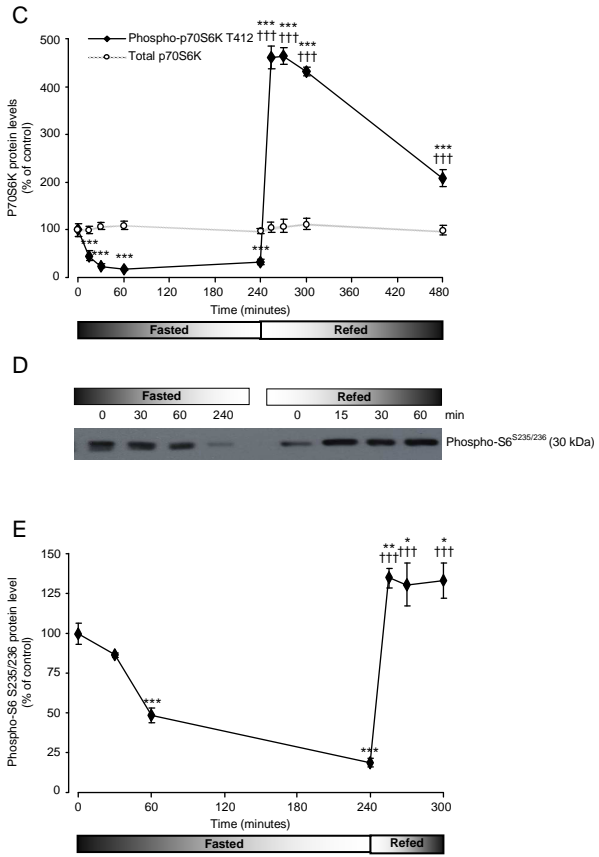 C
*** *** ***
††† ††† †††
Phospho-p70S6K T412
Total p70S6K
P70S6K protein levels
(% of control)
500
400
300
200
100
0
***
†††
*** *** *** ***
0 60 120 180 240 300 360 420 480
Time (minutes)
Fasted Refed
D
Fasted Refed
0 30 60 240 0 15 30 60 min
Phospho-S6S235/236 (30 kDa)
E
** * *
††† ††† †††
Phospho-S6 S235/236 protein level
(% of control)
150
125
100
75
50
25
0
*** ***
0 60 120 180 240 300
Time (minutes)
Fasted Refed